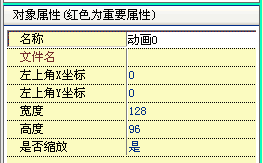 对象属性(红色为重要属性)
名称 动画0
文件名
左上角X坐标 0
左上角Y坐标 0
宽度 128
高度 96
是否缩放 是